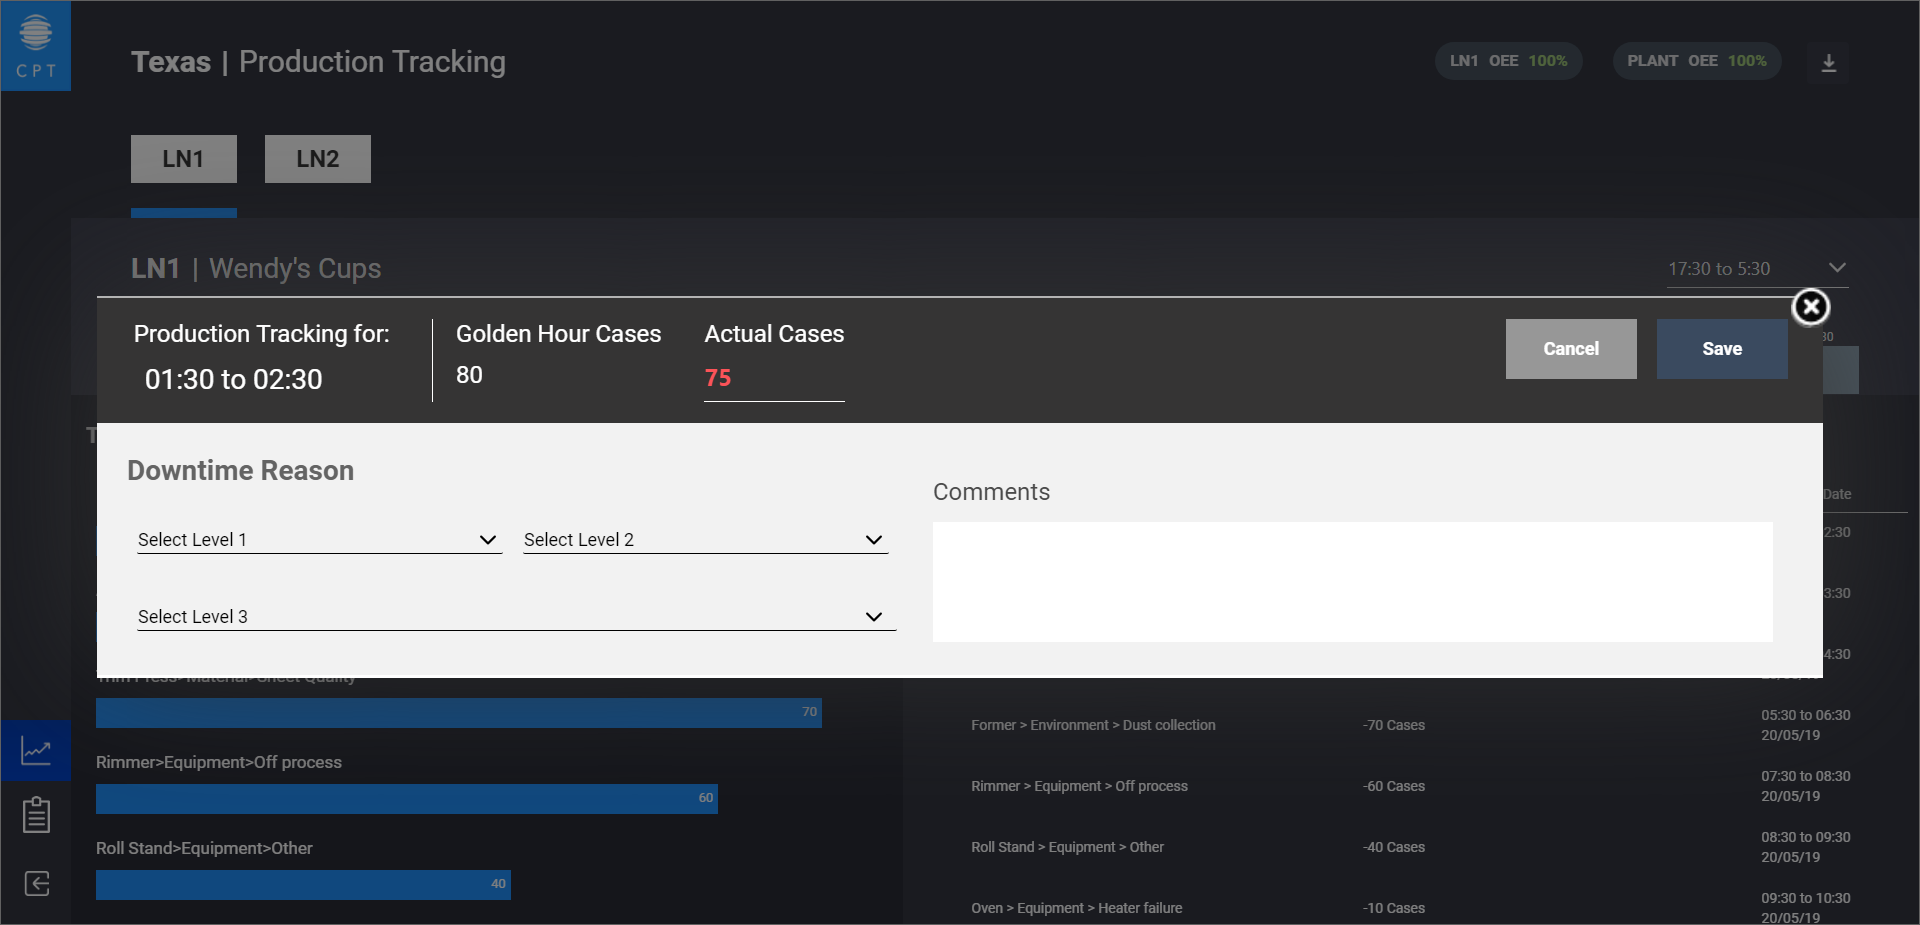 CPT
Texas | Production Tracking
LN1 OEE 100%
PLANT OEE 100%
LN1
LN2
LN1 | Wendy's Cups
17:30 to 5:30
Production Tracking for:
01:30 to 02:30
Golden Hour Cases
80
Actual Cases
75
Cancel
Save
30
T
Downtime Reason
Comments
Select Level 1
Select Level 2
Select Level 3
Date
2:30
3:30
4:30
Trim Press>Material>Sheet Quality
70
Rimmer>Equipment>Off process
60
Roll Stand>Equipment>Other
40
Former > Environment > Dust collection
-70 Cases
05:30 to 06:30
20/05/19
Rimmer > Equipment > Off process
-60 Cases
07:30 to 08:30
20/05/19
Roll Stand > Equipment > Other
-40 Cases
08:30 to 09:30
20/05/19
Oven > Equipment > Heater failure
-10 Cases
09:30 to 10:30
20/05/19